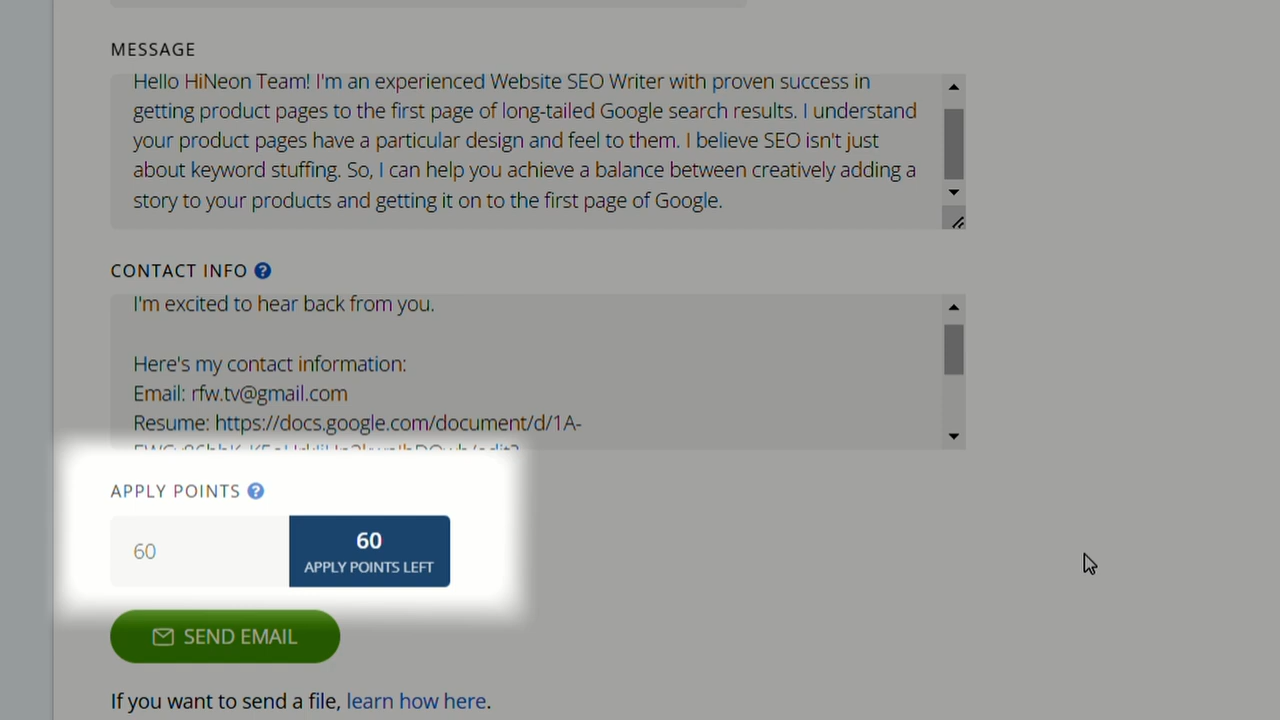 MESSAGE
Hello HiNeon Team! I'm an experienced Website SEO Writer with proven success in
getting product pages to the first page of long-tailed Google search results. I understand
your product pages have a particular design and feel to them. I believe SEO isn't just
about keyword stuffing. So, I can help you achieve a balance between creatively adding a
story to your products and getting it on to the first page of Google.
CONTACT INFO ?
I'm excited to hear back from you.
Here's my contact information:
Email: rfw.tv@gmail.com
Resume: https://docs.google.com/document/d/1A-
APPLY POINTS ?
60
60
APPLY POINTS LEFT
SEND EMAIL
If you want to send a file, learn how here.